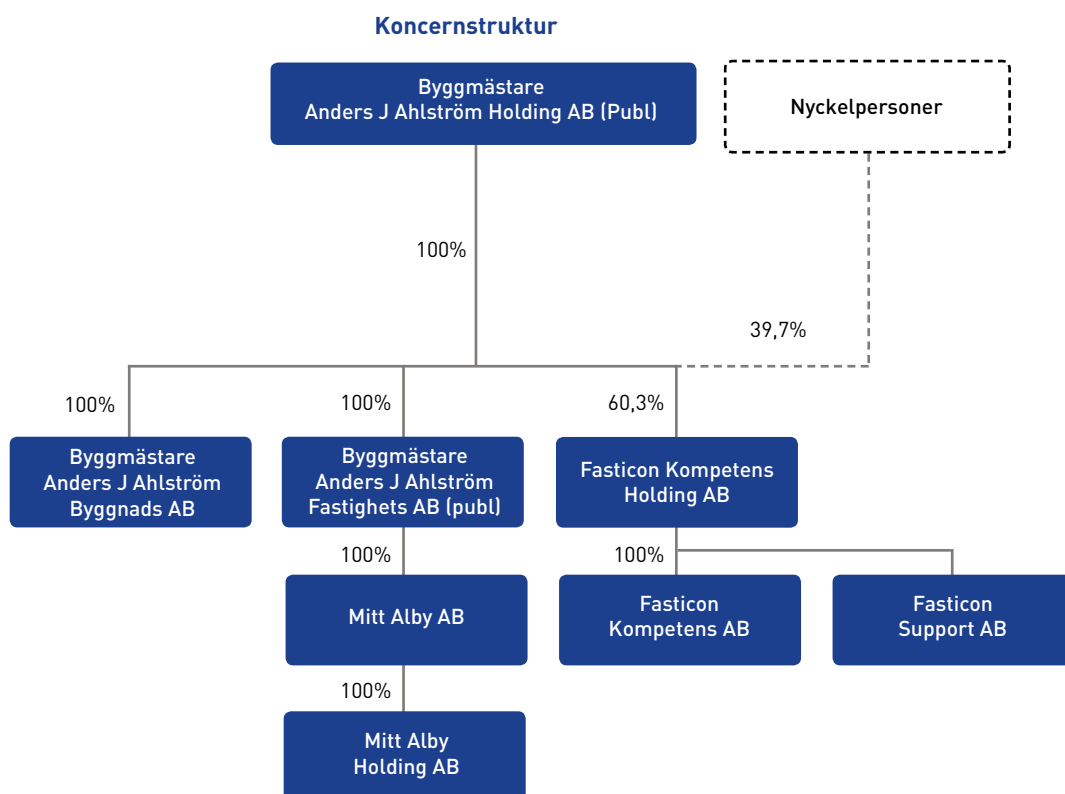 Koncernstruktur
Byggmästare
Anders J Ahlström Holding AB (Publ)
Nyckelpersoner
100%
39,7%
100%
100%
60,3%
Byggmästare
Anders J Ahlström
Byggnads AB
Byggmästare
Anders J Ahlström
Fastighets AB (publ)
Fasticon Kompetens
Holding AB
100%
100%
Mitt Alby AB
Fasticon
Kompetens AB
Fasticon
Support AB
100%
Mitt Alby
Holding AB